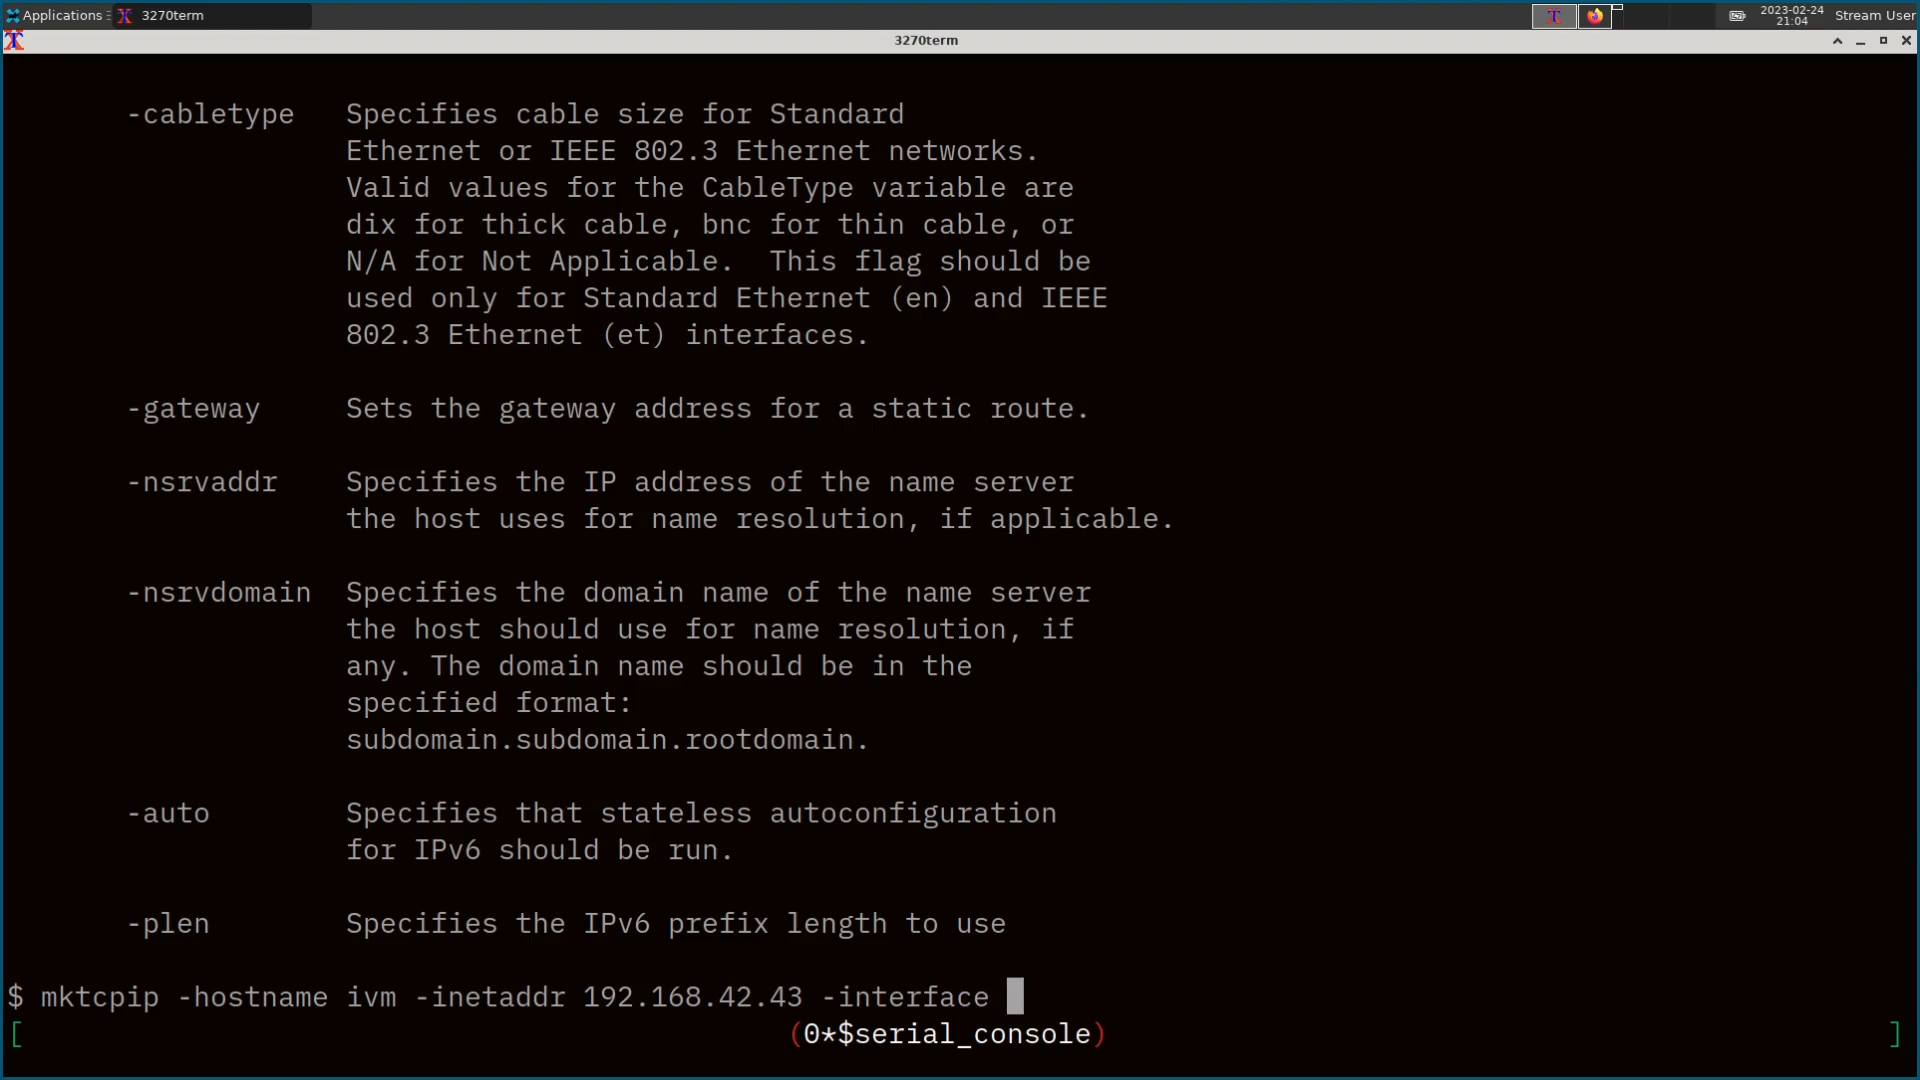 Applications
3270term
2023-02-24
21:04
Stream User
3270term
-cabletype Specifies cable size for Standard
Ethernet or IEEE 802.3 Ethernet networks.
Valid values for the CableType variable are
dix for thick cable, bnc for thin cable, or
N/A for Not Applicable.  This flag should be
used only for Standard Ethernet (en) and IEEE
802.3 Ethernet (et) interfaces.
-gateway Sets the gateway address for a static route.
-nsrvaddr Specifies the IP address of the name server
the host uses for name resolution, if applicable.
-nsrvdomain Specifies the domain name of the name server
the host should use for name resolution, if
any. The domain name should be in the
specified format:
subdomain.subdomain.rootdomain.
-auto Specifies that stateless autoconfiguration
for IPv6 should be run.
-plen Specifies the IPv6 prefix length to use
$ mktcpip -hostname ivm -inetaddr 192.168.42.43 -interface
[ (0*$serial_console) ]